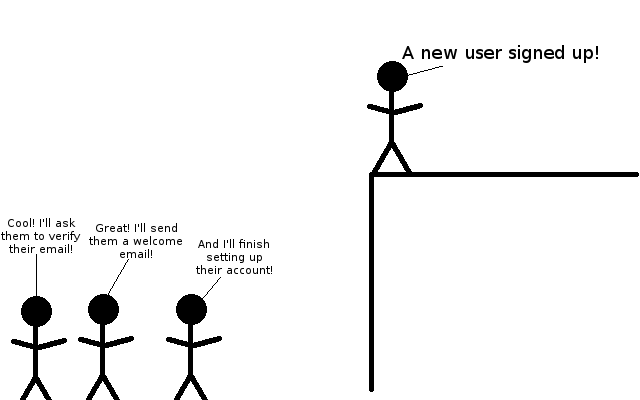 A new user signed up!
Cool! I'll ask
them to verify
their email!
Great! I'll send
them a welcome
email!
And I'll finish
setting up
their account!